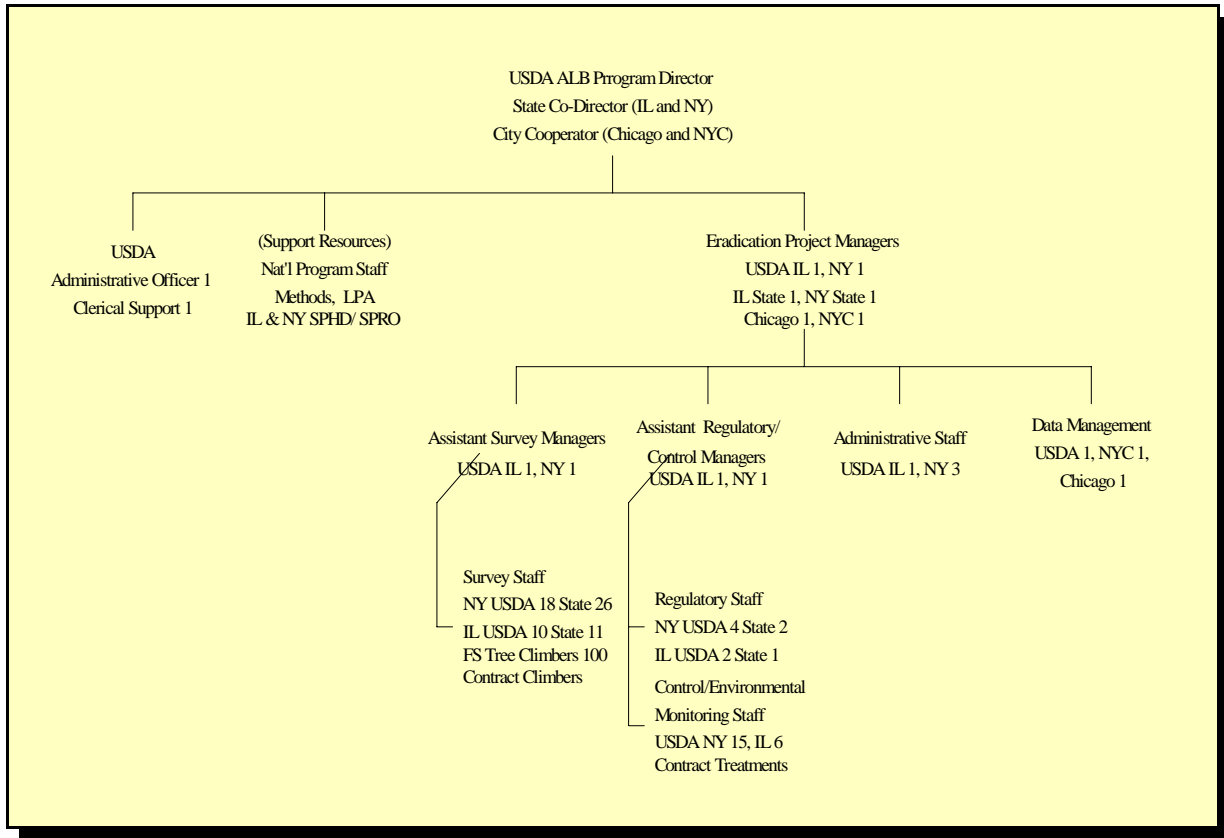 USDA ALB Prrogram Director
State Co-Director (IL and NY)
City Cooperator (Chicago and NYC)
USDA
Administrative Officer 1
Clerical Support 1
(Support Resources)
Nat'l Program Staff
Methods, LPA
IL & NY SPHD/ SPRO
Eradication Project Managers
USDA IL 1, NY 1
IL State 1, NY State 1
Chicago 1, NYC 1
Assistant Survey Managers
USDA IL 1, NY 1
Assistant Regulatory/
Control Managers
USDA IL 1, NY 1
Administrative Staff
USDA IL 1, NY 3
Data Management
USDA 1, NYC 1,
Chicago 1
Survey Staff
NY USDA 18 State 26
IL USDA 10 State 11
FS Tree Climbers 100
Contract Climbers
Regulatory Staff
NY USDA 4 State 2
IL USDA 2 State 1
Control/Environmental
Monitoring Staff
USDA NY 15, IL 6
Contract Treatments